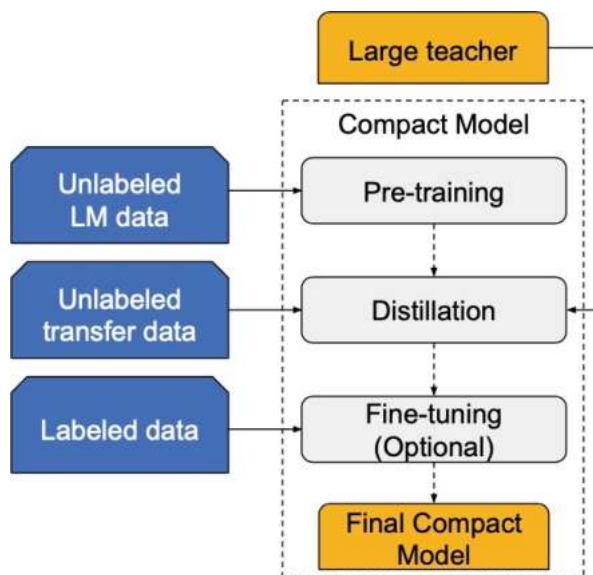 Large teacher
Compact Model
Unlabeled
LM data
Pre-training
Unlabeled
transfer data
Distillation
Labeled data
Fine-tuning
(Optional)
Final Compact
Model